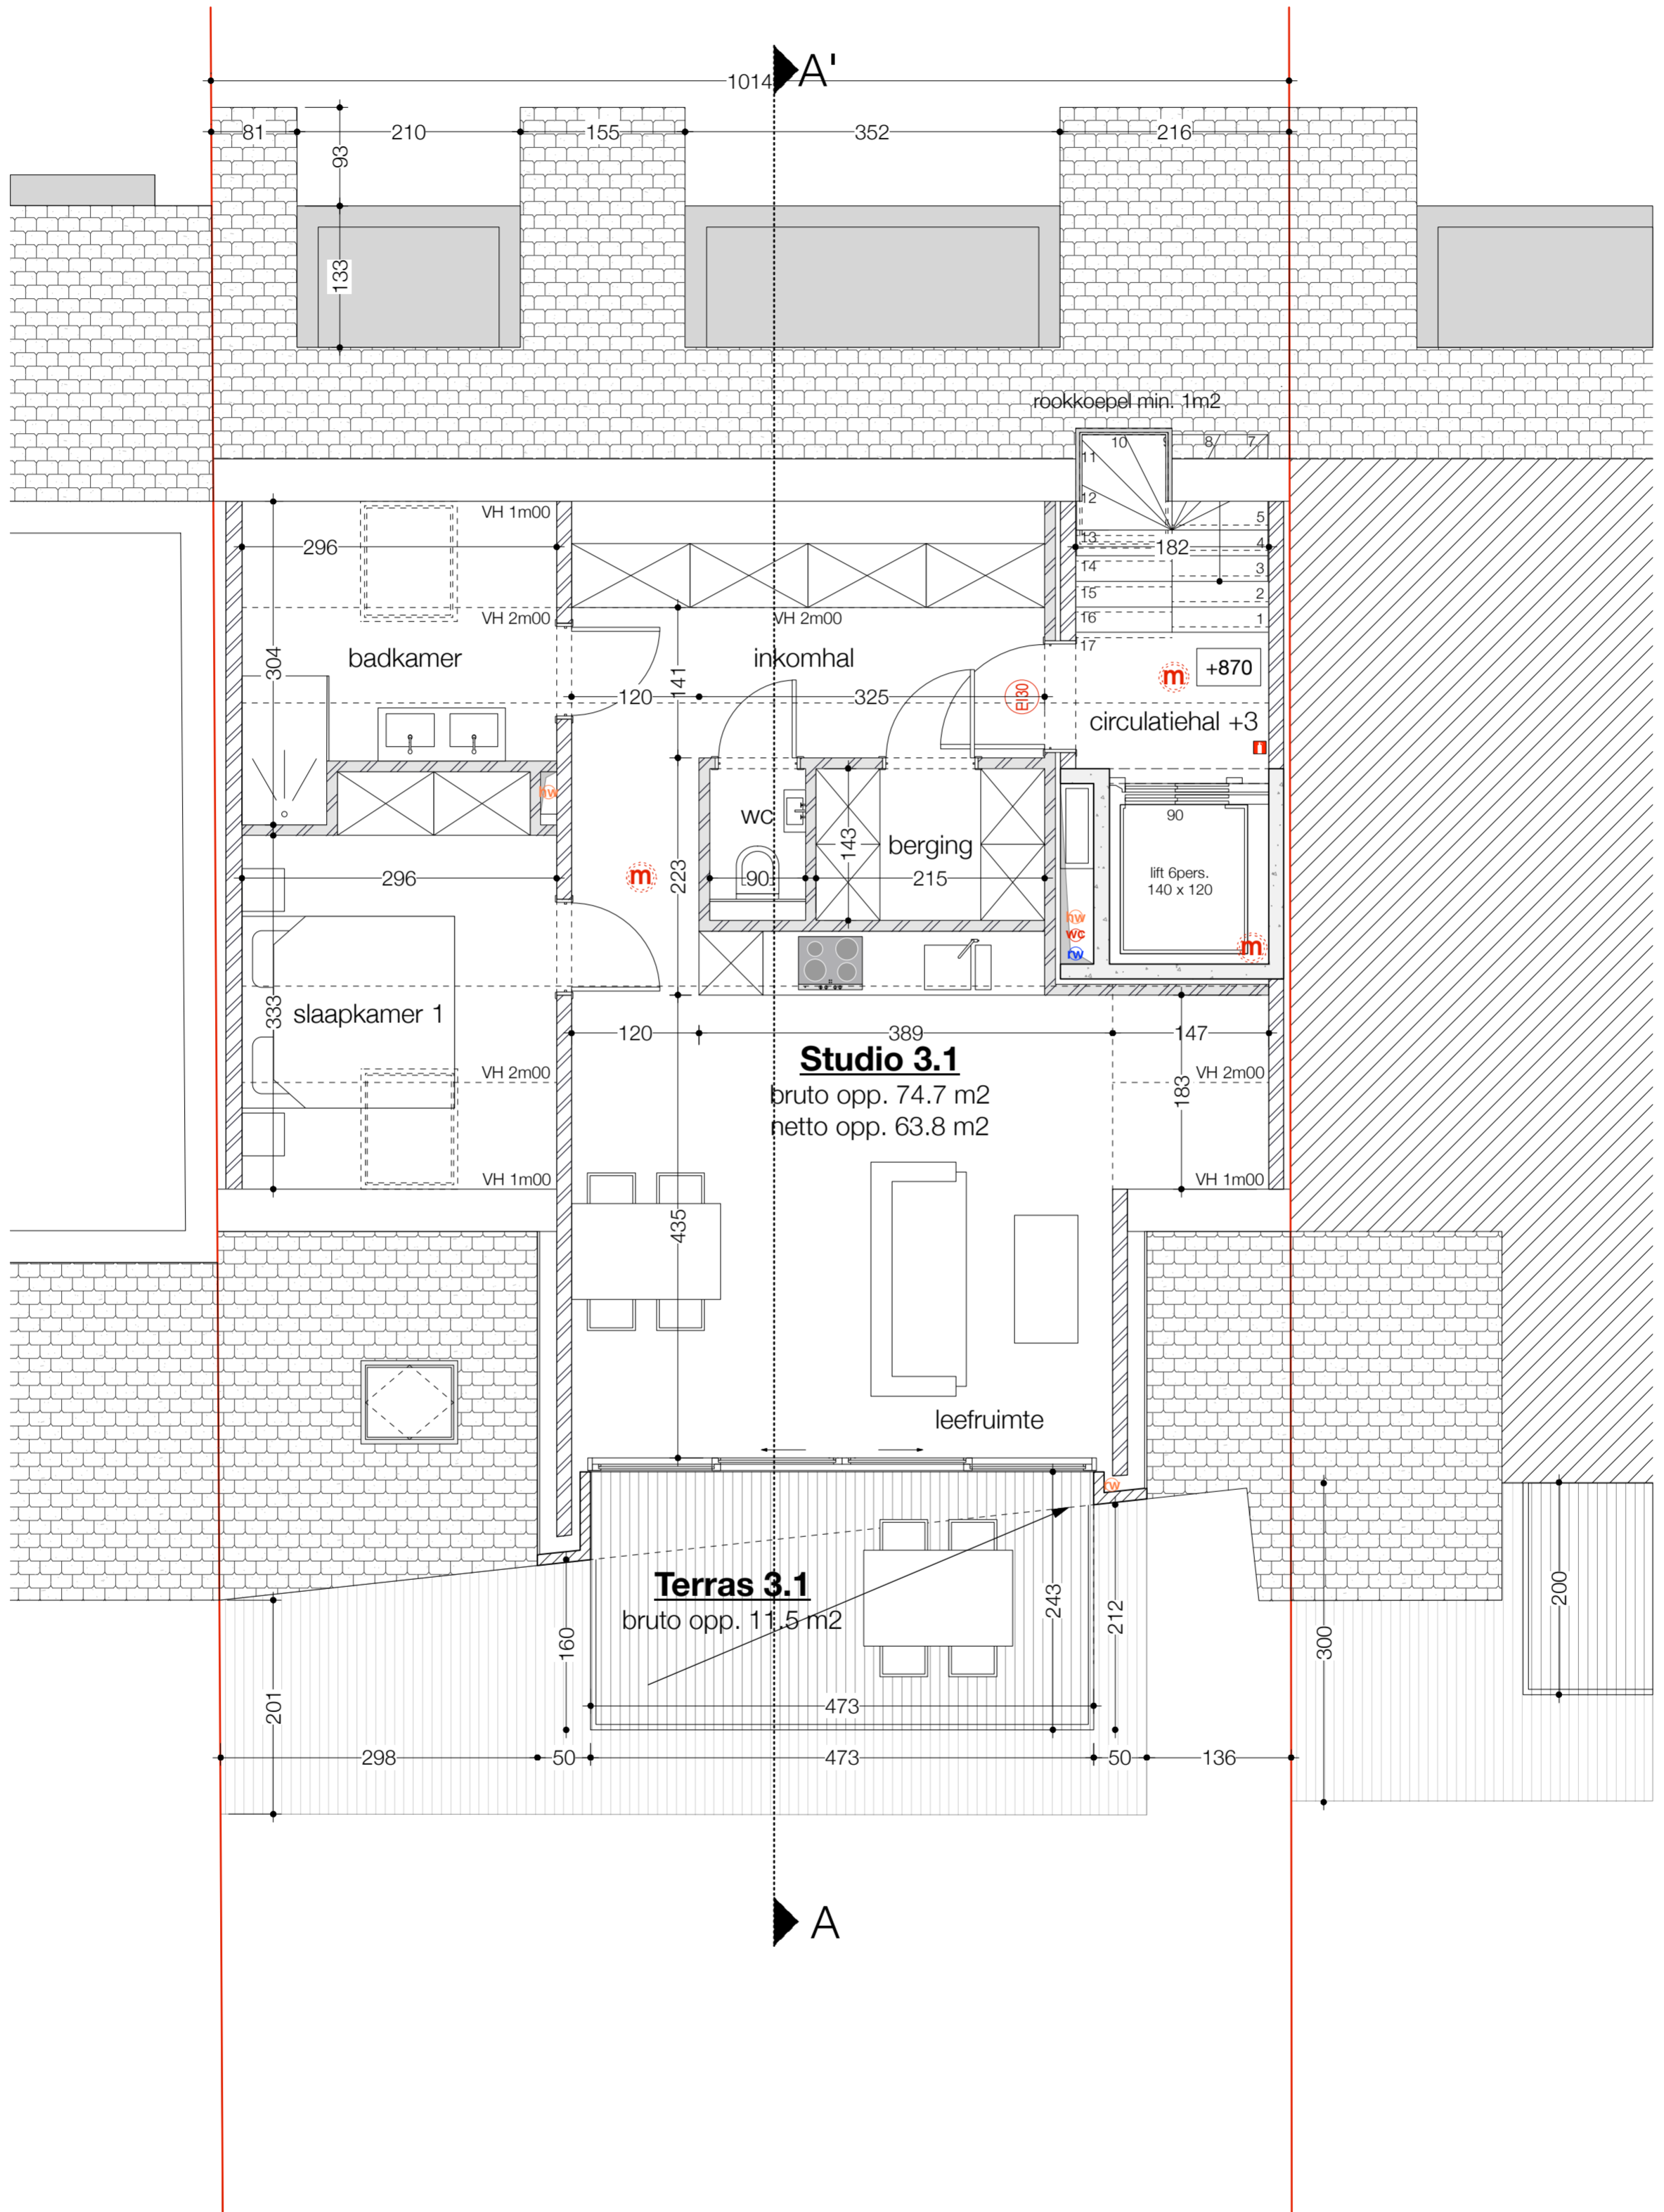 A'
1014
81
210
155
352
216
93
133
rookkoepel min. 1m2
10
9
8
7
11
12
5
VH 1m00
296
13
182
4
14
3
15
2
VH 2m00
VH 2m00
16
1
17
badkamer
inkomhal
304
141
m
+870
120
325
EI30
circulatiehal +3
hw
wc
143
berging
90
lift 6pers.
140 x 120
296
m
223
90
215
hw
wc
rw
m
333
slaapkamer 1
120
389
147
Studio 3.1
VH 2m00
183
VH 2m00
bruto opp. 74.7 m2
netto opp. 63.8 m2
VH 1m00
VH 1m00
435
leefruimte
rw
Terras 3.1
bruto opp. 11.5 m2
160
243
212
200
300
201
473
298
50
473
50
136
A